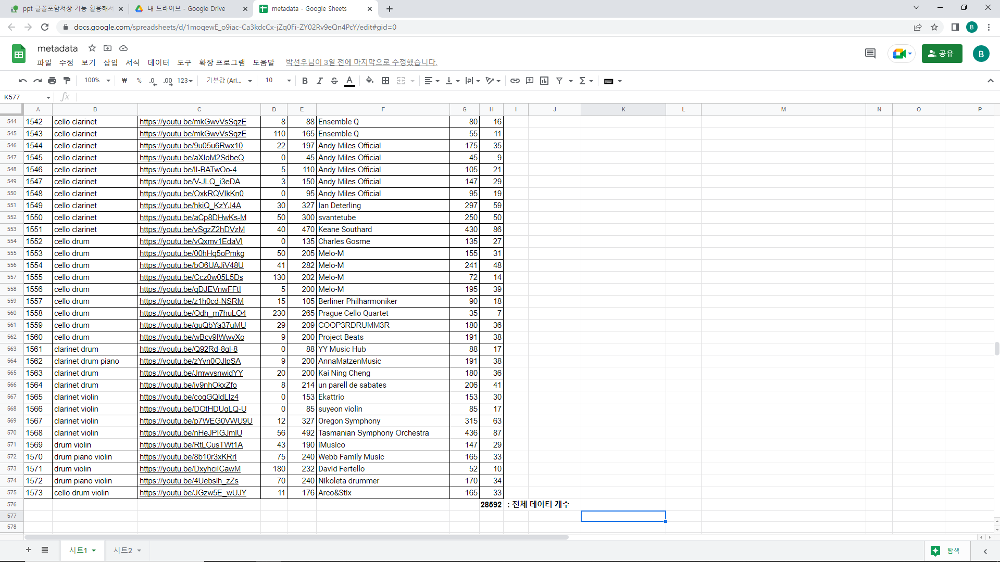 ppt 글꼴포함저장 기능 활용해서
내 드라이브 - Google Drive
metadata - Google Sheets
docs.google.com/spreadsheets/d/1moqewE_o9iac-Ca3kdcCx-jZq0Fi-ZY02Rv9eQn4PcY/edit#gid=0
B
metadata
파일 수정 보기 삽입 서식 데이터 도구 확장 프로그램 도움말 박선우님이 3일 전에 마지막으로 수정했습니다.
공유
B
100% ₩ % .0 .00 123 기본값 (Ari... 10 B I S A
K577 fx
A B C D E F G H I J K L M N O P
544 1542 cello clarinet https://youtu.be/mkGwvVsSqzE 8 88 Ensemble Q 80 16
545 1543 cello clarinet https://youtu.be/mkGwvVsSqzE 110 165 Ensemble Q 55 11
546 1544 cello clarinet https://youtu.be/9u05u6Rwx10 22 197 Andy Miles Official 175 35
547 1545 cello clarinet https://youtu.be/aXIoM2SdbeQ 0 45 Andy Miles Official 45 9
548 1546 cello clarinet https://youtu.be/II-BATwOo-4 5 110 Andy Miles Official 105 21
549 1547 cello clarinet https://youtu.be/V-JLQ_i3eDA 3 150 Andy Miles Official 147 29
550 1548 cello clarinet https://youtu.be/OxkRQVIkKn0 0 95 Andy Miles Official 95 19
551 1549 cello clarinet https://youtu.be/hkiQ_KzYJ4A 30 327 Ian Deterling 297 59
552 1550 cello clarinet https://youtu.be/aCp8DHwKs-M 50 300 svantetube 250 50
553 1551 cello clarinet https://youtu.be/vSgzZ2hDVzM 40 470 Keane Southard 430 86
554 1552 cello drum https://youtu.be/vQxmv1EdaVI 0 135 Charles Gosme 135 27
555 1553 cello drum https://youtu.be/00hHq5oPmkg 50 205 Melo-M 155 31
556 1554 cello drum https://youtu.be/bO6UAJiV48U 41 282 Melo-M 241 48
557 1555 cello drum https://youtu.be/Ccz0w05L5Ds 130 202 Melo-M 72 14
558 1556 cello drum https://youtu.be/qDJEVnwFFtI 5 200 Melo-M 195 39
559 1557 cello drum https://youtu.be/z1h0cd-NSRM 15 105 Berliner Philharmoniker 90 18
560 1558 cello drum https://youtu.be/Odh_m7huLO4 230 265 Prague Cello Quartet 35 7
561 1559 cello drum https://youtu.be/guQbYa37uMU 29 209 COOP3RDRUMM3R 180 36
562 1560 cello drum https://youtu.be/wBcv9IWwvXo 9 200 Project Beats 191 38
563 1561 clarinet drum https://youtu.be/Q92Rd-8gI-8 0 88 YY Music Hub 88 17
564 1562 clarinet drum piano https://youtu.be/zYvn0OJlpSA 9 200 AnnaMatzenMusic 191 38
565 1563 clarinet drum https://youtu.be/JmwvsnwjdYY 20 200 Kai Ning Cheng 180 36
566 1564 clarinet drum https://youtu.be/jy9nhOkxZfo 8 214 un parell de sabates 206 41
567 1565 clarinet violin https://youtu.be/coqGQldLIz4 0 153 Ekattrio 153 30
568 1566 clarinet violin https://youtu.be/DOtHDUgLQ-U 0 85 suyeon violin 85 17
569 1567 clarinet violin https://youtu.be/p7WEG0VWU9U 12 327 Oregon Symphony 315 63
570 1568 clarinet violin https://youtu.be/nHeJPIGJmIU 56 492 Tasmanian Symphony Orchestra 436 87
571 1569 drum violin https://youtu.be/RtLCusTWt1A 43 190 iMusico 147 29
572 1570 drum piano violin https://youtu.be/8b10r3xKRrI 75 240 Webb Family Music 165 33
573 1571 drum violin https://youtu.be/DxyhciICawM 180 232 David Fertello 52 10
574 1572 drum piano violin https://youtu.be/4Uebslh_zZs 70 240 Nikoleta drummer 170 34
575 1573 cello drum violin https://youtu.be/JGzw5E_wUJY 11 176 Arco&Stix 165 33
576 28592 : 전체 데이터 개수
577
578
시트1 시트2 탐색